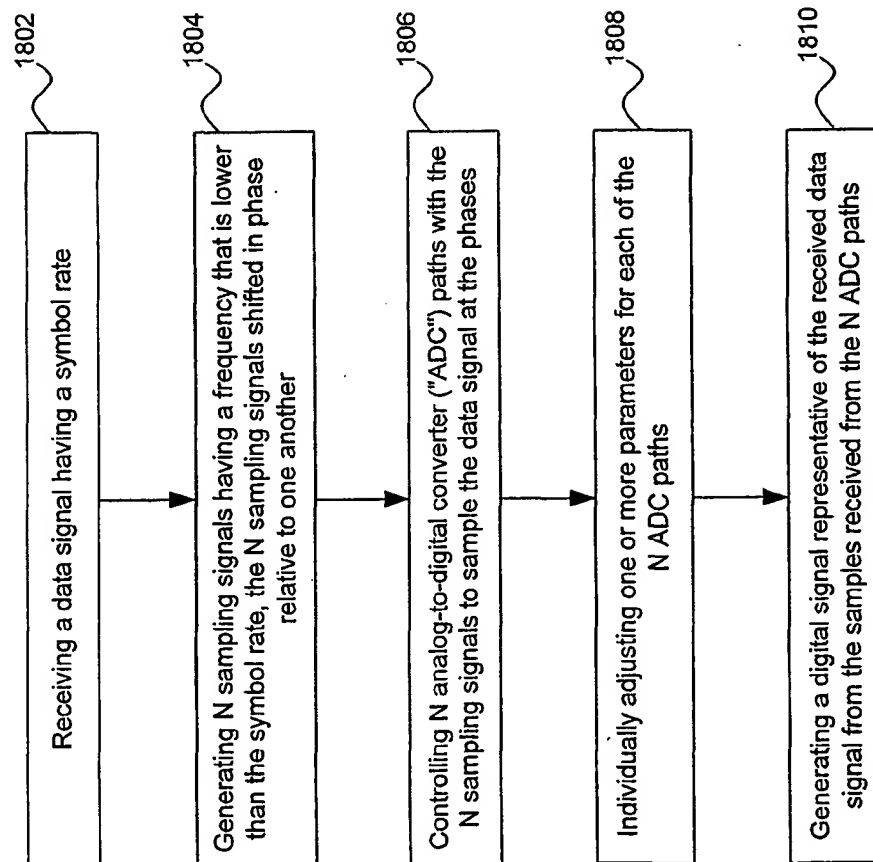 1802
Receiving a data signal having a symbol rate
1804
Generating N sampling signals having a frequency that is lower
than the symbol rate, the N sampling signals shifted in phase
relative to one another
1806
Controlling N analog-to-digital converter ("ADC") paths with the
N sampling signals to sample the data signal at the phases
1808
Individually adjusting one or more parameters for each of the
N ADC paths
1810
Generating a digital signal representative of the received data
signal from the samples received from the N ADC paths